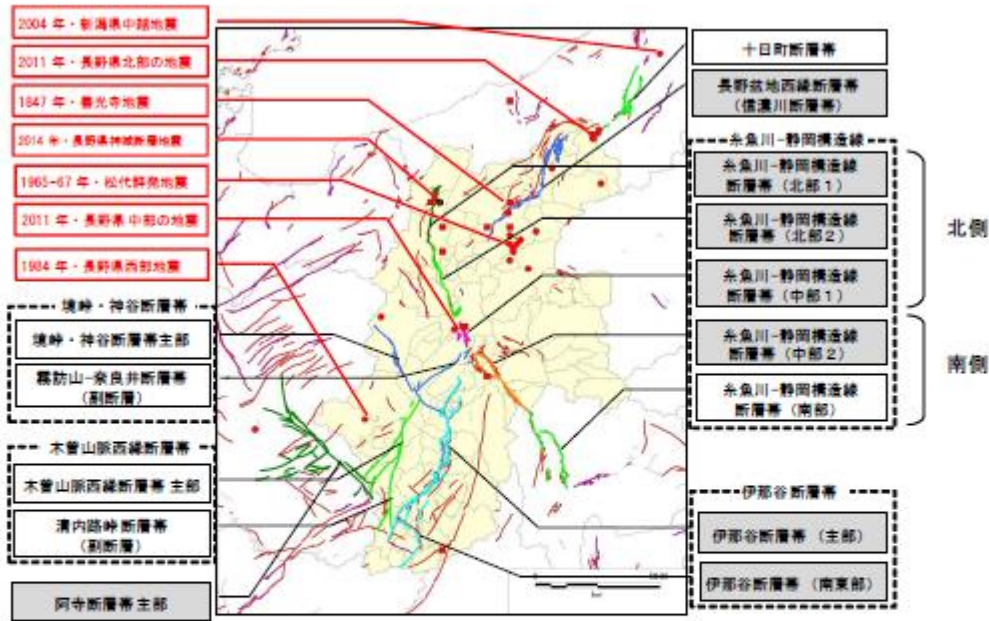 2004 年・新潟県中越地震
2011 年・長野県北部の地震
1847 年・善光寺地震
2014 年・長野県神城断層地震
1965-67 年・松代群発地震
2011 年・長野県中部の地震
1984 年・長野県西部地震
境峠・神谷断層帯
境峠・神谷断層帯主部
霧訪山−奈良井断層帯
(副断層)
木曽山脈西縁断層帯
木曽山脈西縁断層帯 主部
清内路峠断層帯
(副断層)
阿寺断層帯主部
十日町断層帯
長野盆地西縁断層帯
(信濃川断層帯)
糸魚川−静岡構造線
糸魚川−静岡構造線
断層帯(北部1)
糸魚川−静岡構造線
断層帯(北部2)
糸魚川−静岡構造線
断層帯(中部1)
糸魚川−静岡構造線
断層帯(中部2)
糸魚川−静岡構造線
断層帯(南部)
北側
南側
伊那谷断層帯
伊那谷断層帯 (主部)
伊那谷断層帯 (南東部)